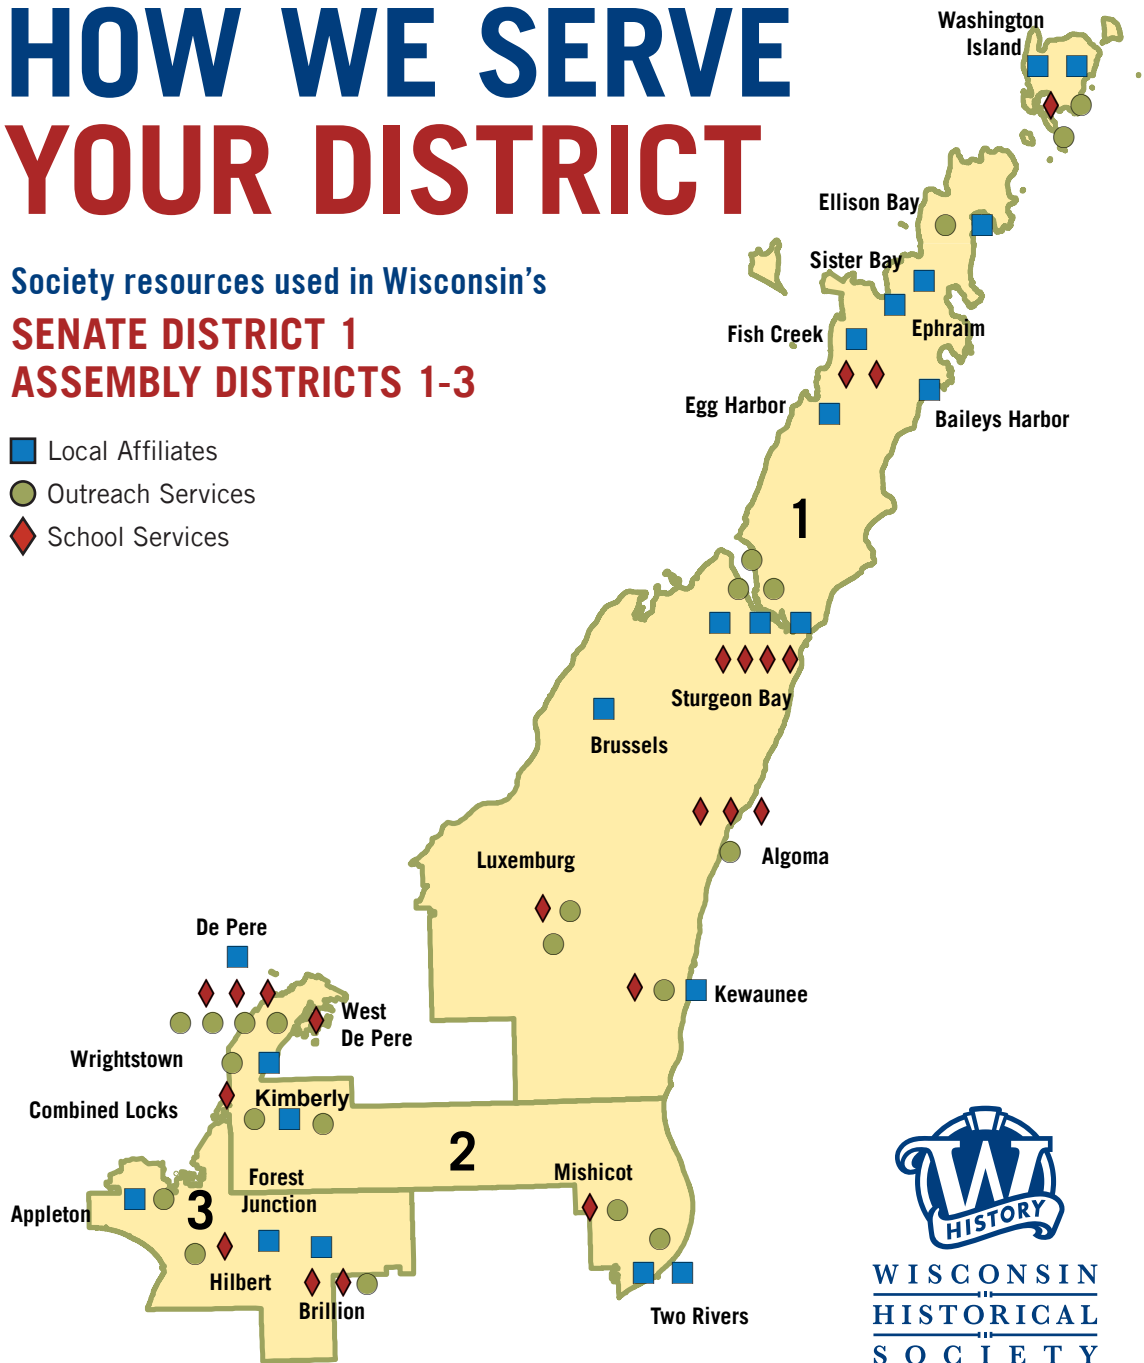 HOW WE SERVE
YOUR DISTRICT
Society resources used in Wisconsin's
SENATE DISTRICT 1
ASSEMBLY DISTRICTS 1-3
Local Affiliates
Outreach Services
School Services
Washington
Island
Ellison Bay
Sister Bay
Ephraim
Fish Creek
Egg Harbor
Baileys Harbor
1
Sturgeon Bay
Brussels
Algoma
Luxemburg
Kewaunee
De Pere
West
De Pere
Wrightstown
Combined Locks
Kimberly
2
Mishicot
Forest
Junction
Appleton
3
Hilbert
Brillion
Two Rivers
W
HISTORY
WISCONSIN
HISTORICAL
SOCIETY